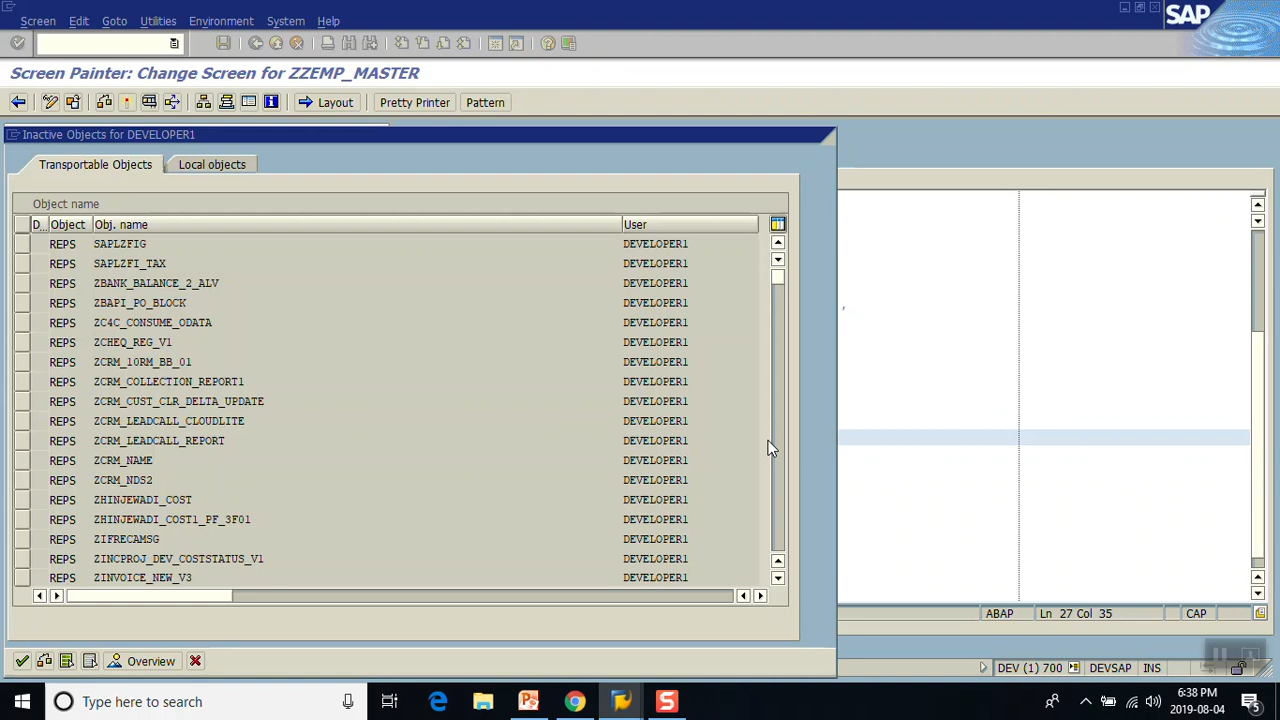 Screen Edit Goto Utilities Environment System Help
SAP
Screen Painter: Change Screen for ZZEMP_MASTER
Layout Pretty Printer Pattern
Inactive Objects for DEVELOPER1
Transportable Objects Local objects
Object name
D... Object Obj. name User
REPS SAPLZFIG DEVELOPER1
REPS SAPLZFI_TAX DEVELOPER1
REPS ZBANK_BALANCE_2_ALV DEVELOPER1
REPS ZBAPI_PO_BLOCK DEVELOPER1
REPS ZC4C_CONSUME_ODATA DEVELOPER1
REPS ZCHEQ_REG_V1 DEVELOPER1
REPS ZCRM_10RM_BB_01 DEVELOPER1
REPS ZCRM_COLLECTION_REPORT1 DEVELOPER1
REPS ZCRM_CUST_CLR_DELTA_UPDATE DEVELOPER1
REPS ZCRM_LEADCALL_CLOUDLITE DEVELOPER1
REPS ZCRM_LEADCALL_REPORT DEVELOPER1
REPS ZCRM_NAME DEVELOPER1
REPS ZCRM_NDS2 DEVELOPER1
REPS ZHINJEWADI_COST DEVELOPER1
REPS ZHINJEWADI_COST1_PF_3F01 DEVELOPER1
REPS ZIFRECAMSG DEVELOPER1
REPS ZINCPROJ_DEV_COSTSTATUS_V1 DEVELOPER1
REPS ZINVOICE_NEW_V3 DEVELOPER1
ABAP Ln 27 Col 35 CAP
Overview
DEV (1) 700 DEVSAP INS
Type here to search
6:38 PM
2019-08-04
5